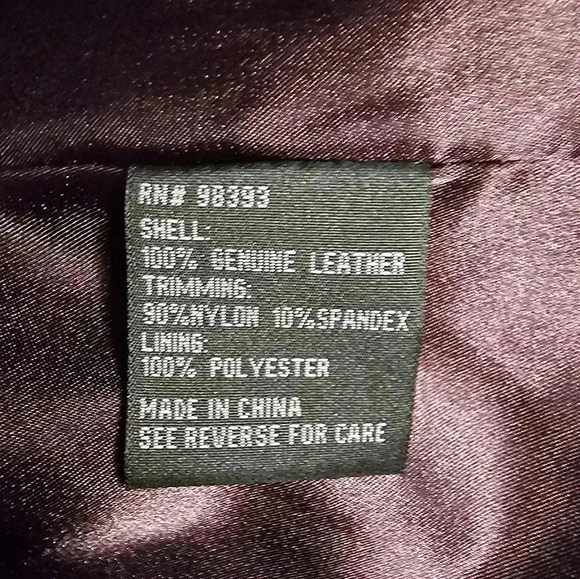 RN# 98393
SHELL:
100% GENUINE LEATHER
TRIMMING:
90%NYLON 10%SPANDEX
LINING:
100% POLYESTER
MADE IN CHINA
SEE REVERSE FOR CARE